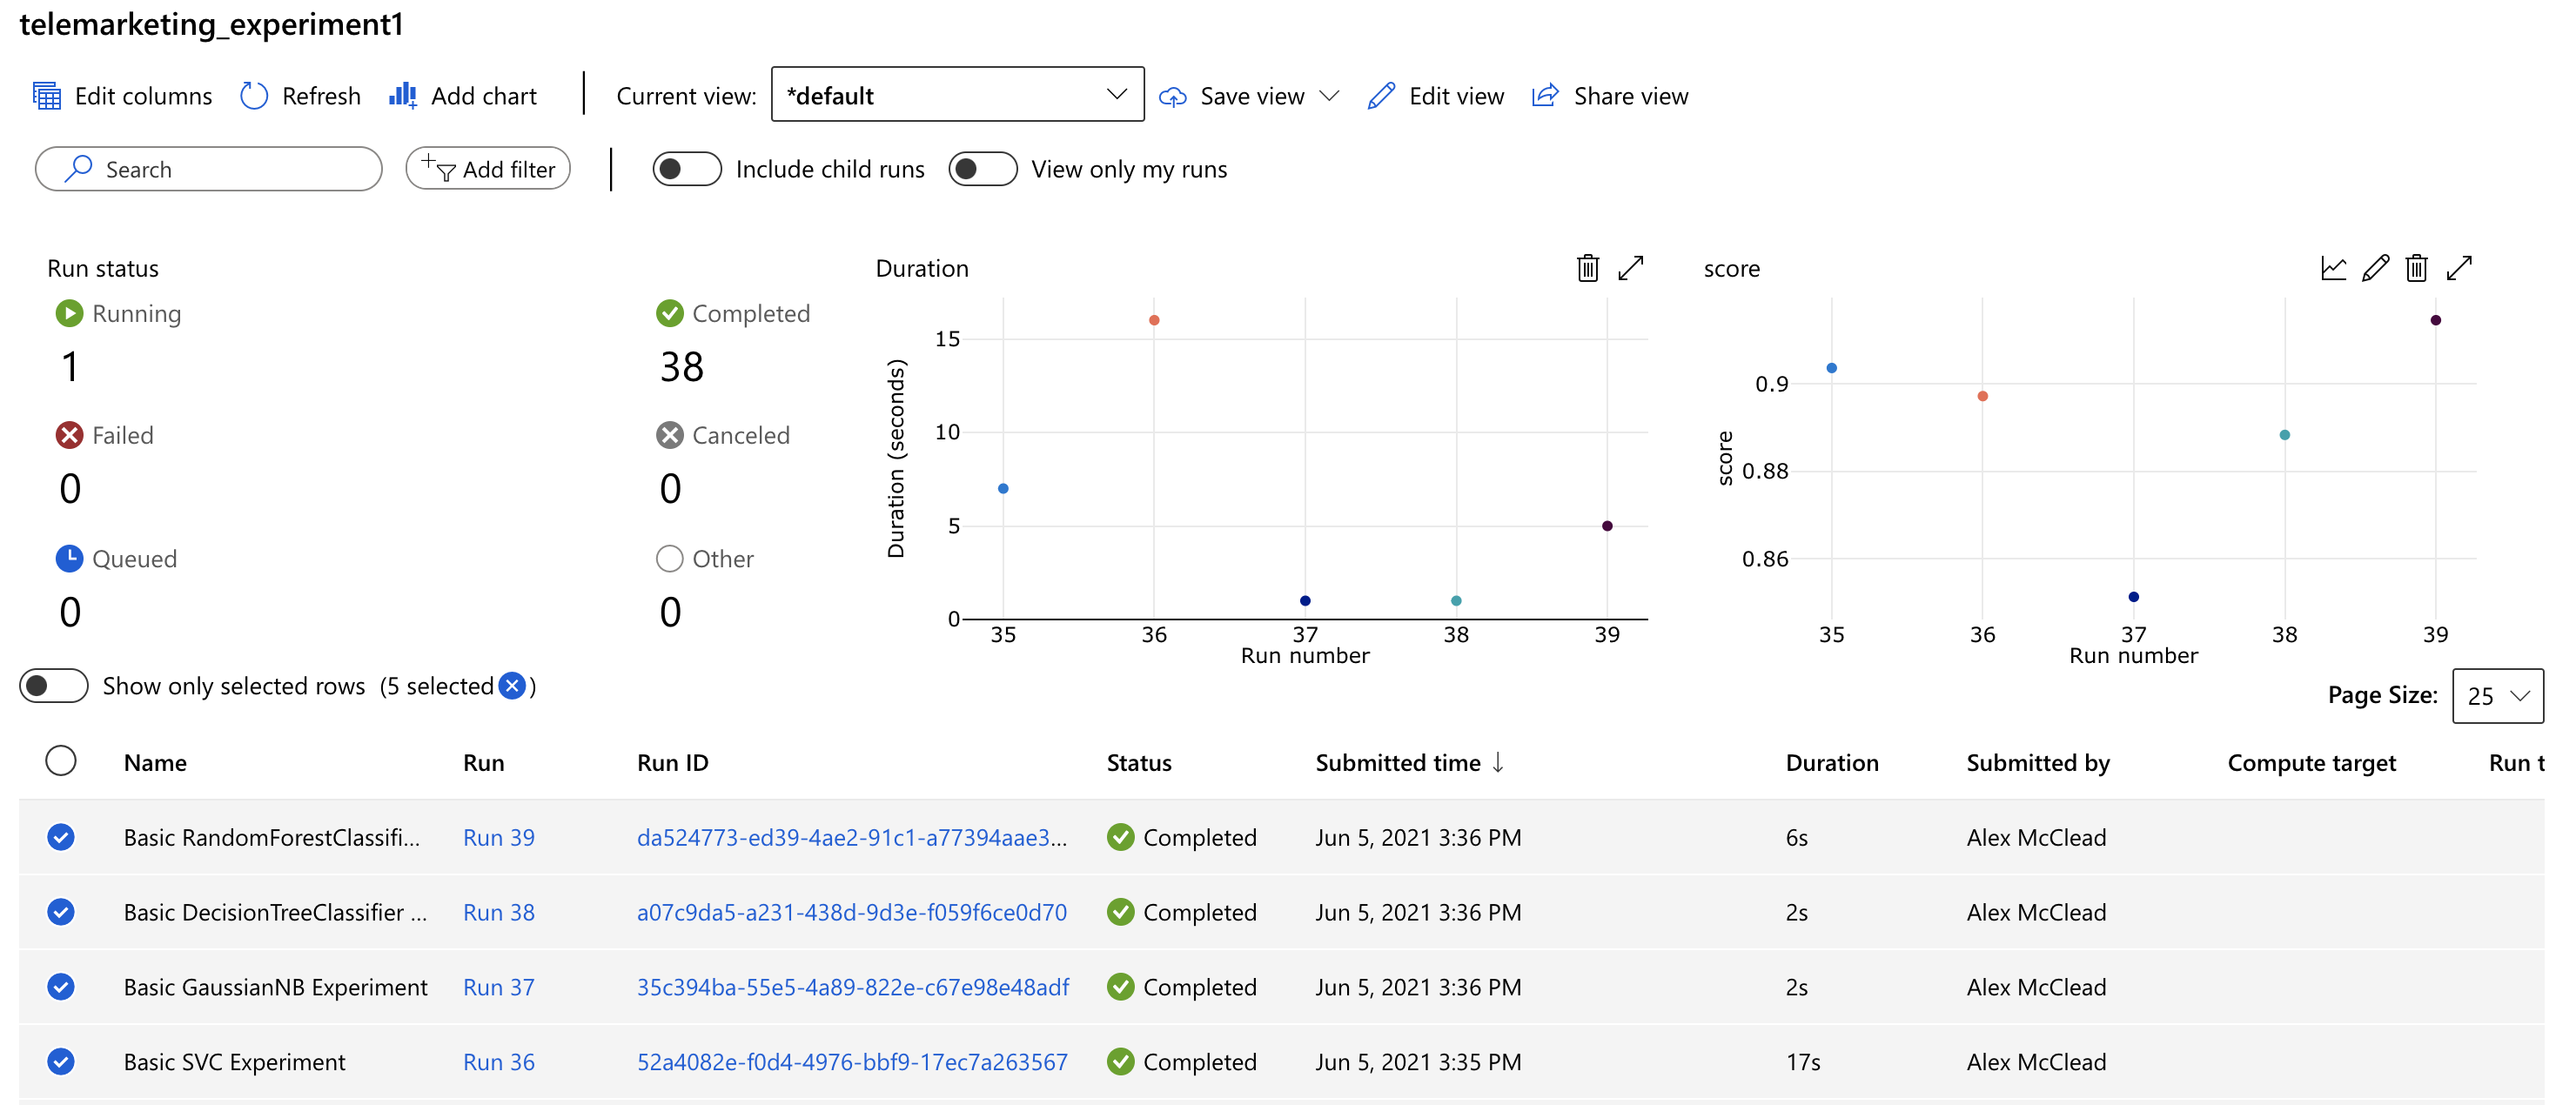 telemarketing_experiment1
Edit columns Refresh Add chart Current view: *default Save view Edit view Share view
Search Add filter Include child runs View only my runs
Run status
Running Completed
1 38
Failed Canceled
0 0
Queued Other
0 0
Duration
Duration (seconds)
15
10
5
0
35 36 37 38 39
Run number
score
score
0.9
0.88
0.86
35 36 37 38 39
Run number
Show only selected rows (5 selected )
Page Size: 25
Name Run Run ID Status Submitted time ↓ Duration Submitted by Compute target Run t
Basic RandomForestClassifi... Run 39 da524773-ed39-4ae2-91c1-a77394aae3... Completed Jun 5, 2021 3:36 PM 6s Alex McClead
Basic DecisionTreeClassifier ... Run 38 a07c9da5-a231-438d-9d3e-f059f6ce0d70 Completed Jun 5, 2021 3:36 PM 2s Alex McClead
Basic GaussianNB Experiment Run 37 35c394ba-55e5-4a89-822e-c67e98e48adf Completed Jun 5, 2021 3:36 PM 2s Alex McClead
Basic SVC Experiment Run 36 52a4082e-f0d4-4976-bbf9-17ec7a263567 Completed Jun 5, 2021 3:35 PM 17s Alex McClead